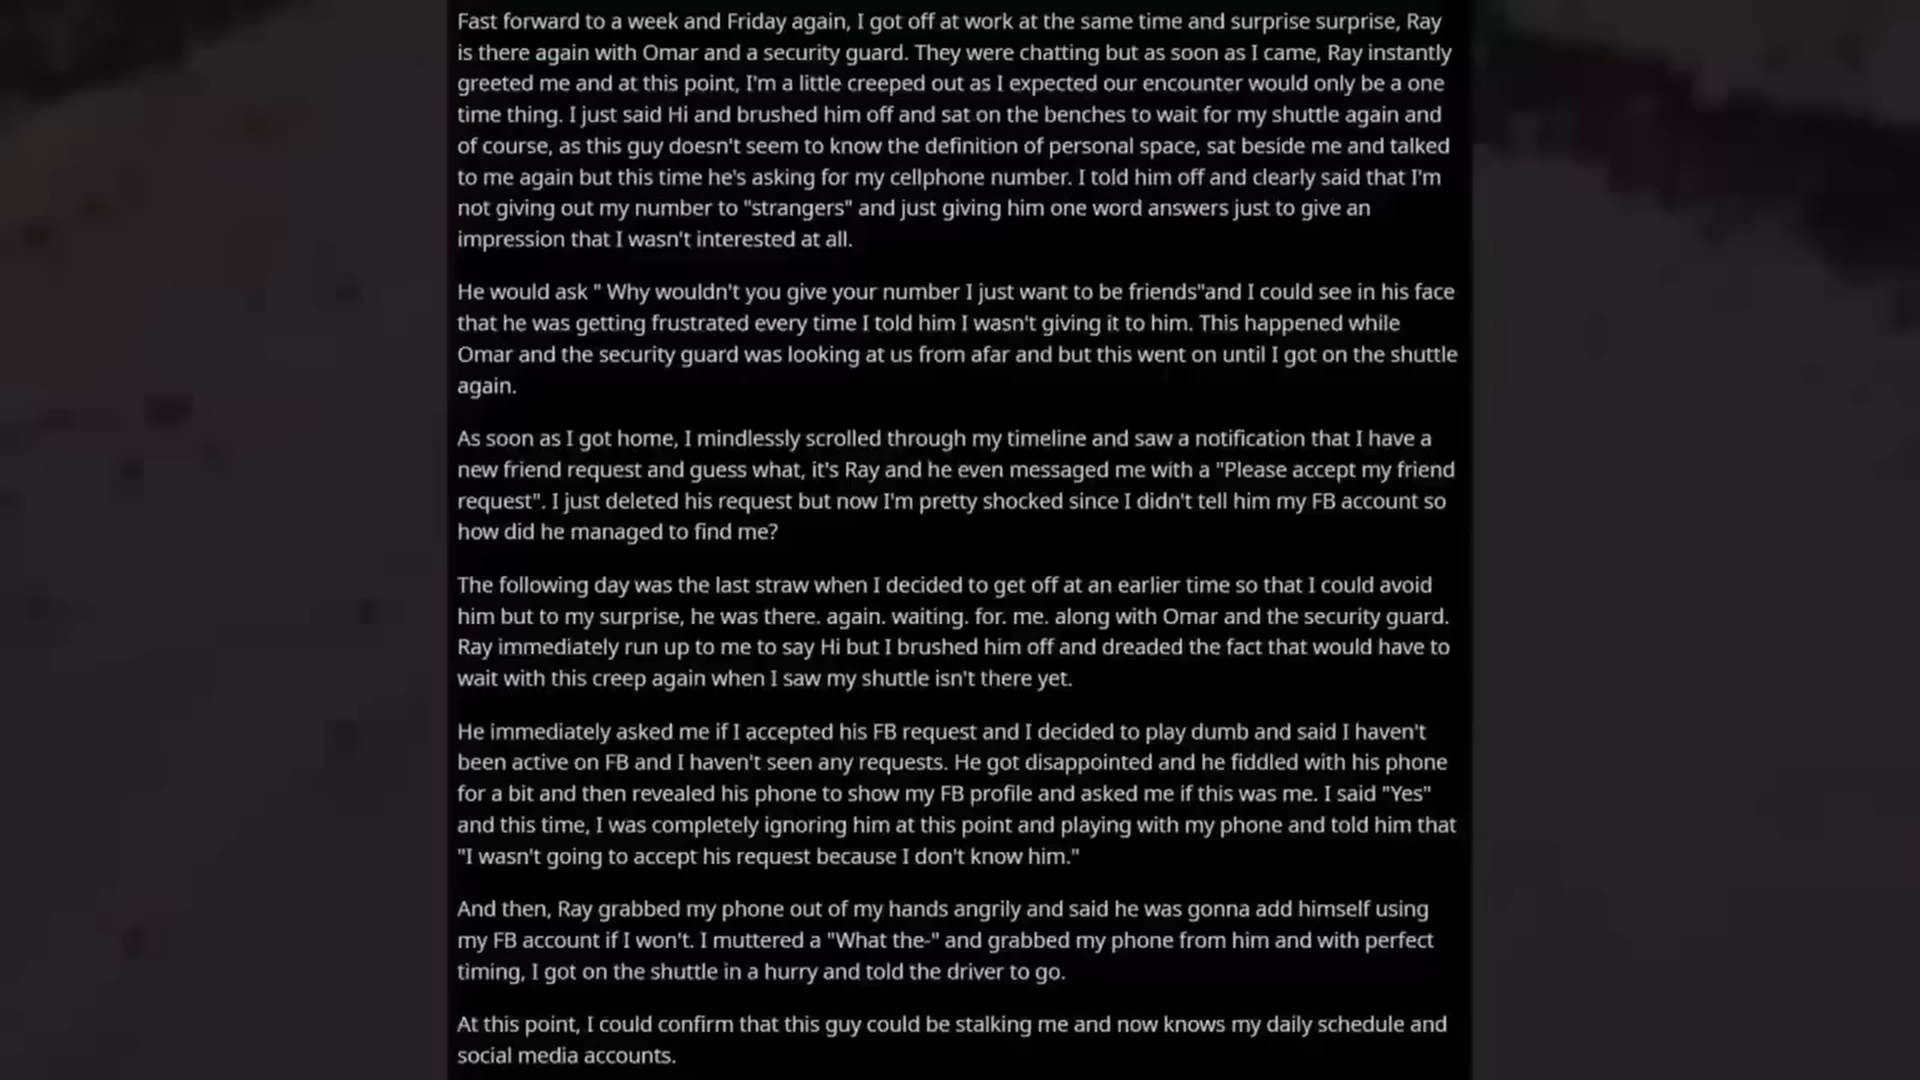 Fast forward to a week and Friday again, I got off at work at the same time and surprise surprise, Ray
is there again with Omar and a security guard. They were chatting but as soon as I came, Ray instantly
greeted me and at this point, I'm a little creeped out as I expected our encounter would only be a one
time thing. I just said Hi and brushed him off and sat on the benches to wait for my shuttle again and
of course, as this guy doesn't seem to know the definition of personal space, sat beside me and talked
to me again but this time he's asking for my cellphone number. I told him off and clearly said that I'm
not giving out my number to "strangers" and just giving him one word answers just to give an
impression that I wasn't interested at all.
He would ask " Why wouldn't you give your number I just want to be friends"and I could see in his face
that he was getting frustrated every time I told him I wasn't giving it to him. This happened while
Omar and the security guard was looking at us from afar and but this went on until I got on the shuttle
again.
As soon as I got home, I mindlessly scrolled through my timeline and saw a notification that I have a
new friend request and guess what, it's Ray and he even messaged me with a "Please accept my friend
request". I just deleted his request but now I'm pretty shocked since I didn't tell him my FB account so
how did he managed to find me?
The following day was the last straw when I decided to get off at an earlier time so that I could avoid
him but to my surprise, he was there. again. waiting. for. me. along with Omar and the security guard.
Ray immediately run up to me to say Hi but I brushed him off and dreaded the fact that would have to
wait with this creep again when I saw my shuttle isn't there yet.
He immediately asked me if I accepted his FB request and I decided to play dumb and said I haven't
been active on FB and I haven't seen any requests. He got disappointed and he fiddled with his phone
for a bit and then revealed his phone to show my FB profile and asked me if this was me. I said "Yes"
and this time, I was completely ignoring him at this point and playing with my phone and told him that
"I wasn't going to accept his request because I don't know him."
And then, Ray grabbed my phone out of my hands angrily and said he was gonna add himself using
my FB account if I won't. I muttered a "What the-" and grabbed my phone from him and with perfect
timing, I got on the shuttle in a hurry and told the driver to go.
At this point, I could confirm that this guy could be stalking me and now knows my daily schedule and
social media accounts.